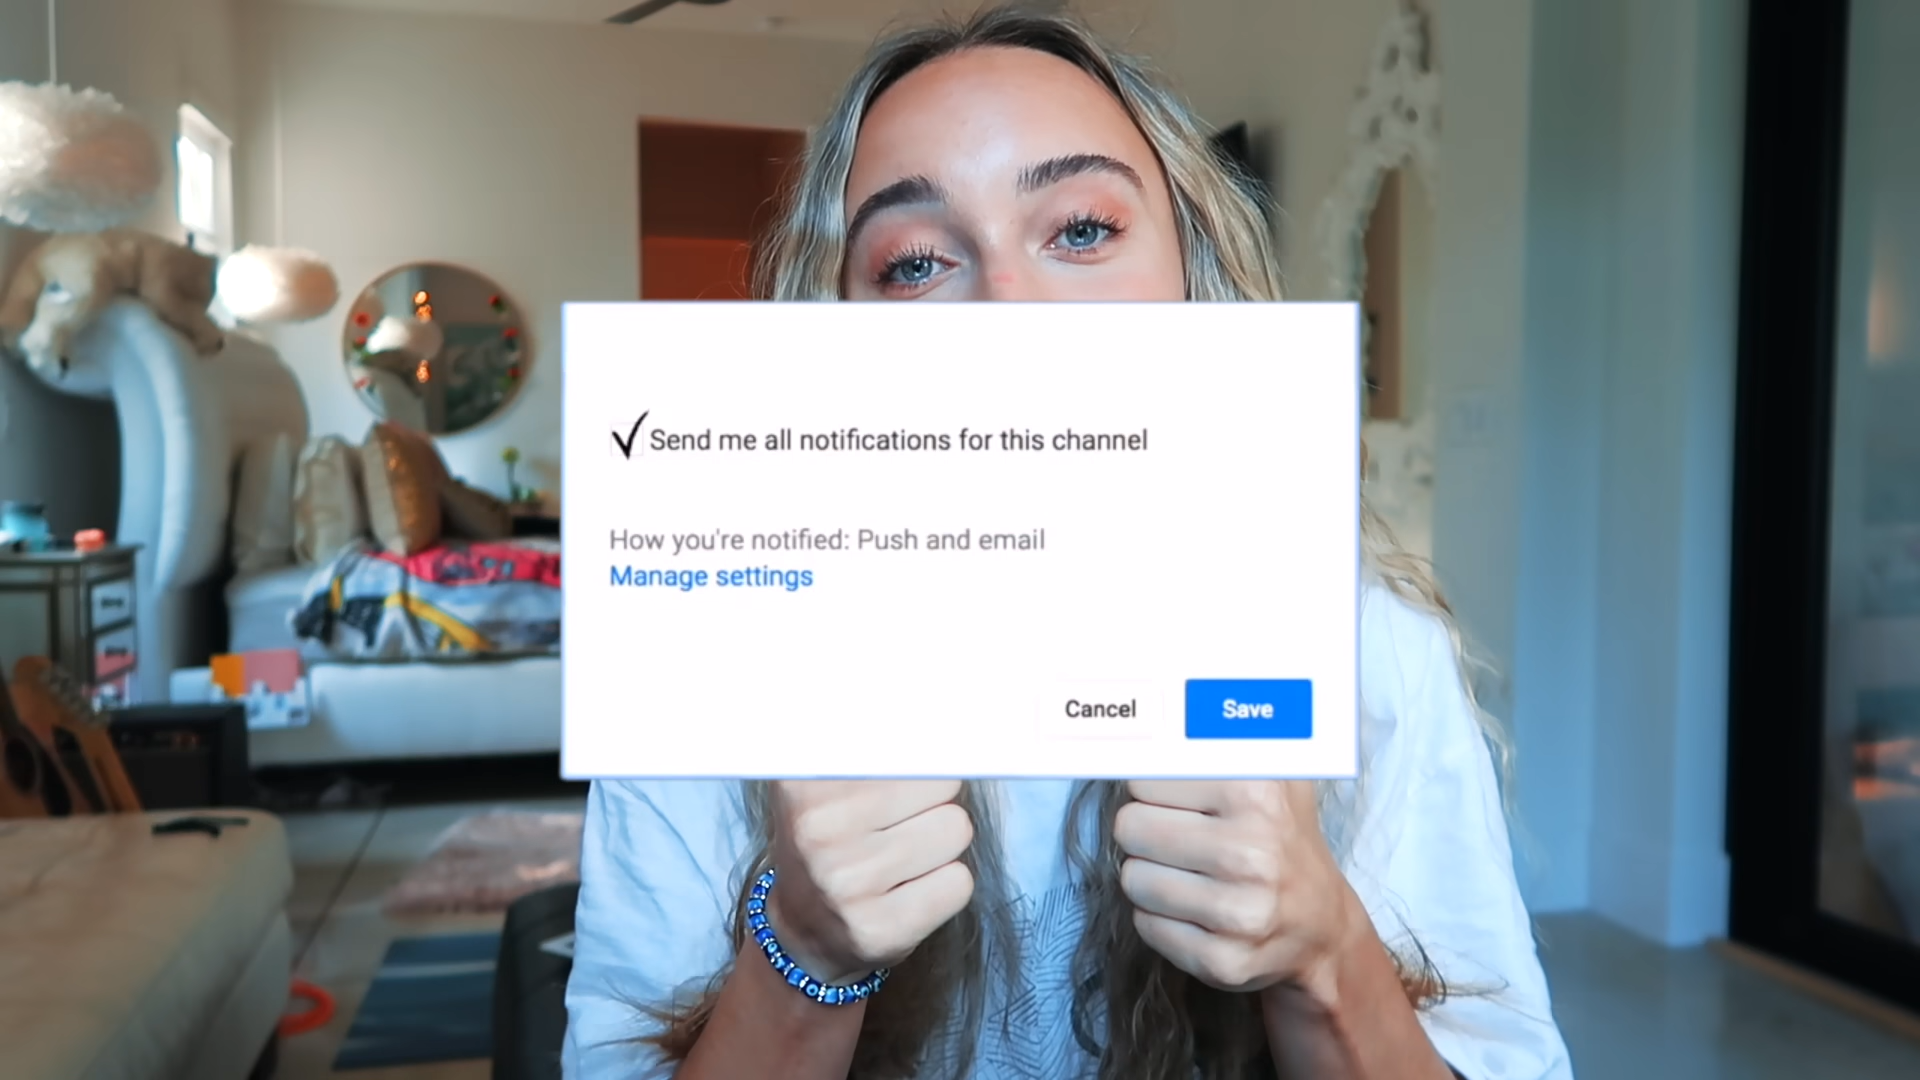 Send me all notifications for this channel
How you're notified: Push and email
Manage settings
Cancel
Save